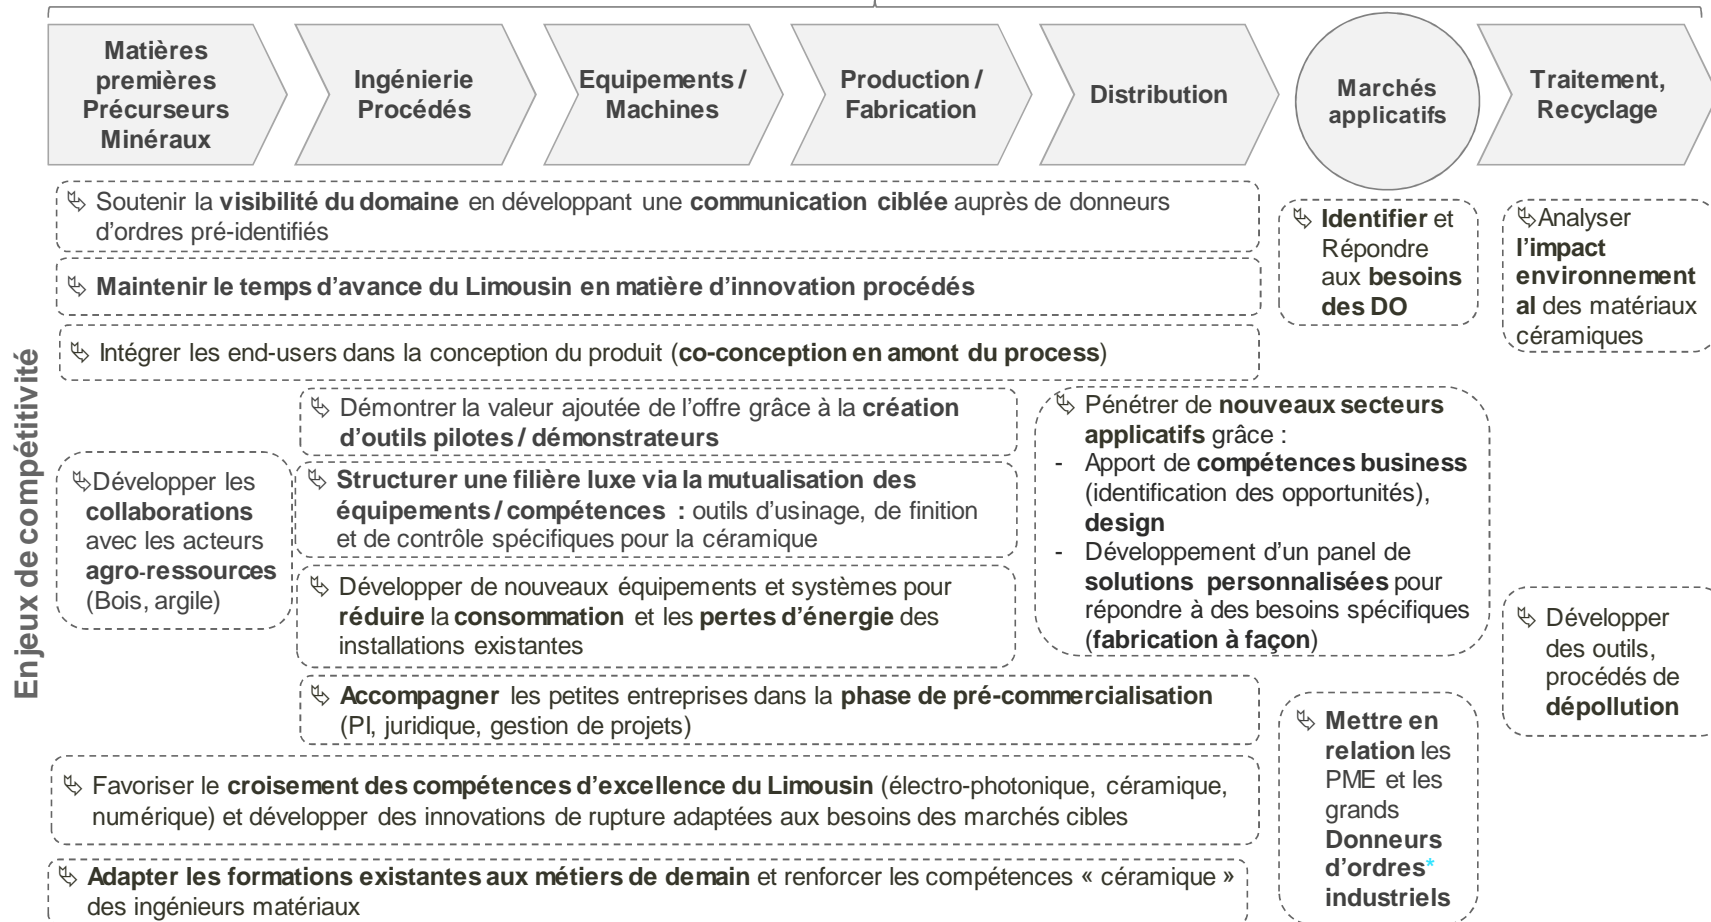 Matières
premières
Précurseurs
Minéraux
Ingénierie
Procédés
Equipements /
Machines
Production /
Fabrication
Distribution
Marchés
applicatifs
Traitement,
Recyclage
Enjeux de compétitivité
Soutenir la visibilité du domaine en développant une communication ciblée auprès de donneurs
d'ordres pré-identifiés
Maintenir le temps d'avance du Limousin en matière d'innovation procédés
Intégrer les end-users dans la conception du produit (co-conception en amont du process)
Identifier et
Répondre
aux besoins
des DO
Analyser
l'impact
environnement
al des matériaux
céramiques
Développer les
collaborations
avec les acteurs
agro-ressources
(Bois, argile)
Démontrer la valeur ajoutée de l'offre grâce à la création
d'outils pilotes / démonstrateurs
Structurer une filière luxe via la mutualisation des
équipements / compétences : outils d'usinage, de finition
et de contrôle spécifiques pour la céramique
Développer de nouveaux équipements et systèmes pour
réduire la consommation et les pertes d'énergie des
installations existantes
Pénétrer de nouveaux secteurs
applicatifs grâce :
- Apport de compétences business
(identification des opportunités),
design
- Développement d'un panel de
solutions personnalisées pour
répondre à des besoins spécifiques
(fabrication à façon)
Développer
des outils,
procédés de
dépollution
Accompagner les petites entreprises dans la phase de pré-commercialisation
(PI, juridique, gestion de projets)
Mettre en
relation les
PME et les
grands
Donneurs
d'ordres*
industriels
Favoriser le croisement des compétences d'excellence du Limousin (électro-photonique, céramique,
numérique) et développer des innovations de rupture adaptées aux besoins des marchés cibles
Adapter les formations existantes aux métiers de demain et renforcer les compétences « céramique »
des ingénieurs matériaux